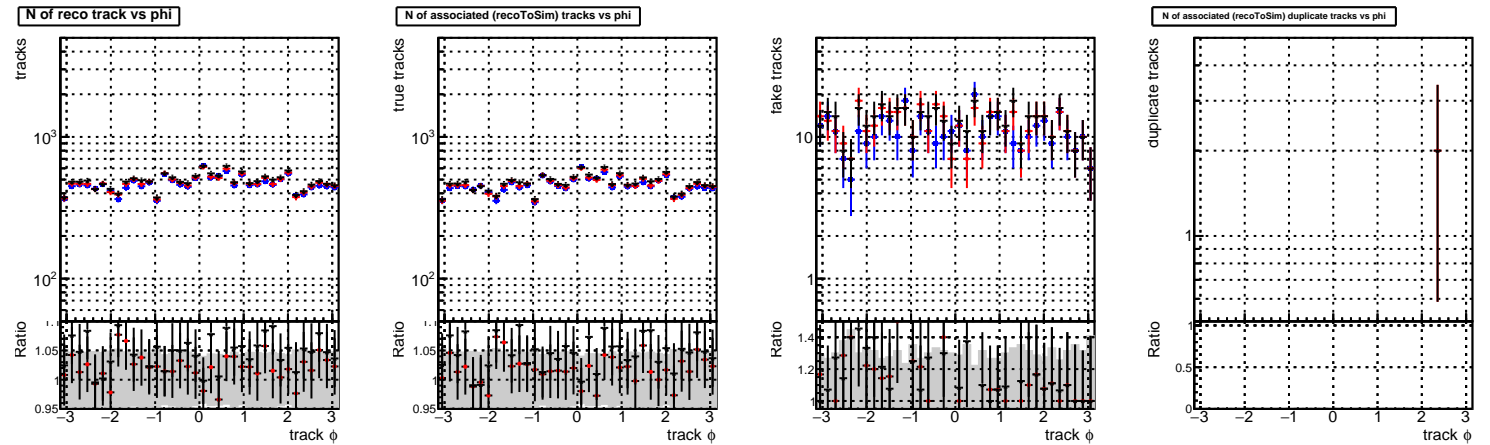 N of reco track vs phi
tracks
10³
10²
Ratio
1.1
1.05
1
0.95
−3 −2 −1 0 1 2 3
track ϕ
N of associated (recoToSim) tracks vs phi
true tracks
10³
10²
Ratio
1.1
1.05
1
0.95
−3 −2 −1 0 1 2 3
track ϕ
fake tracks
10
1
Ratio
1.4
1.2
1
−3 −2 −1 0 1 2 3
track ϕ
N of associated (recoToSim) duplicate tracks vs phi
duplicate tracks
1
Ratio
1
0.5
0
−3 −2 −1 0 1 2 3
track ϕ